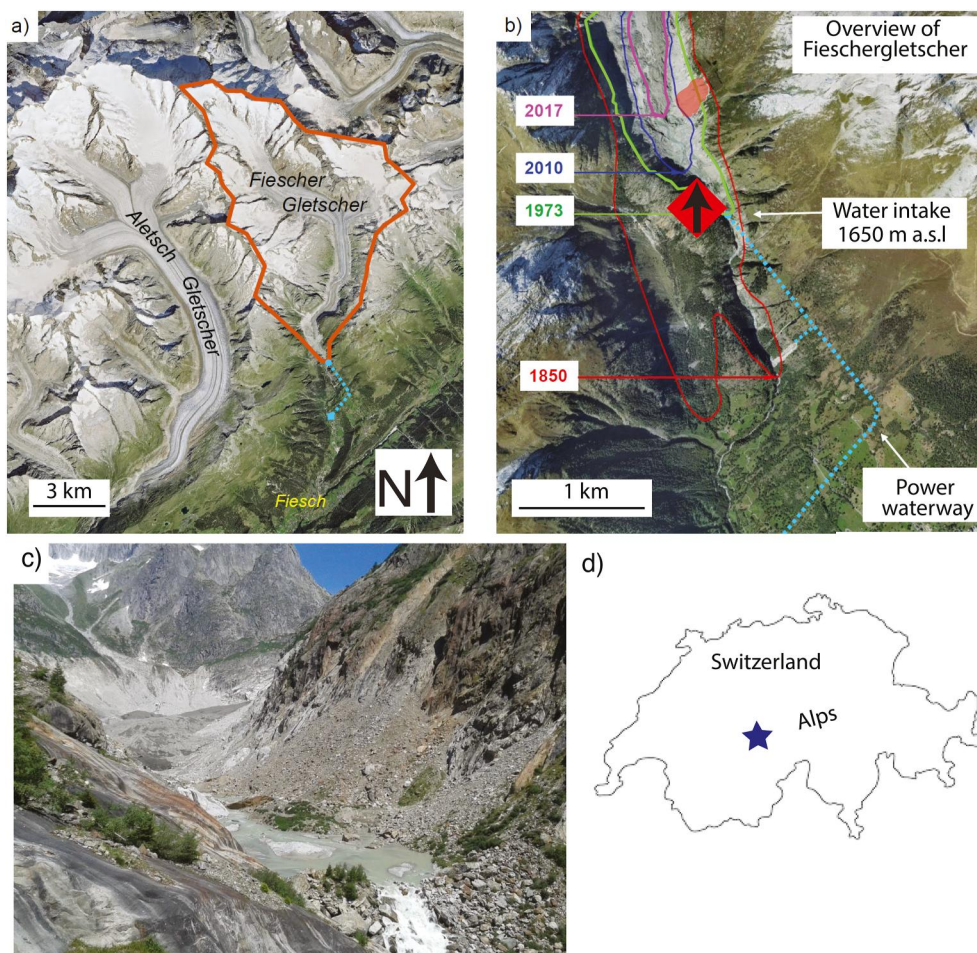 a)
Fiescher
Gletscher
Aletsch Gletscher
3 km
Fiesch
N
b)
Overview of
Fieschergletscher
2017
2010
1973
Water intake
1650 m a.s.l
1850
1 km
Power
waterway
c)
d)
Switzerland
Alps